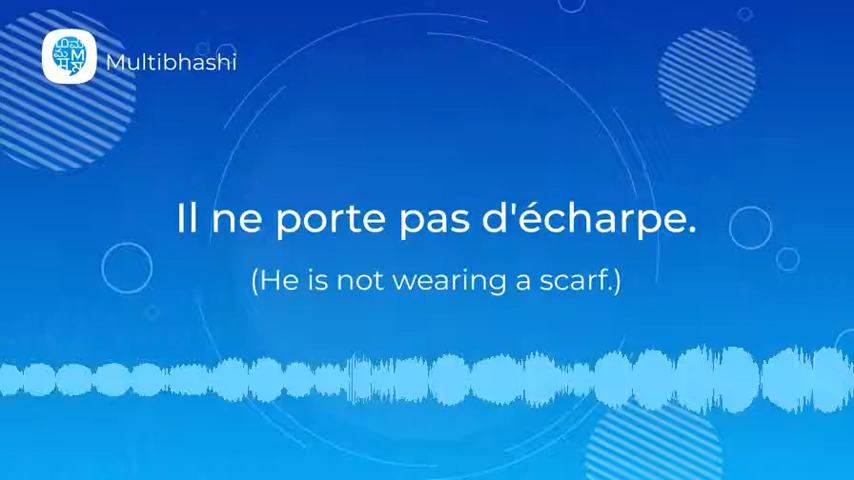 Multibhashi
Il ne porte pas d'écharpe.
(He is not wearing a scarf.)